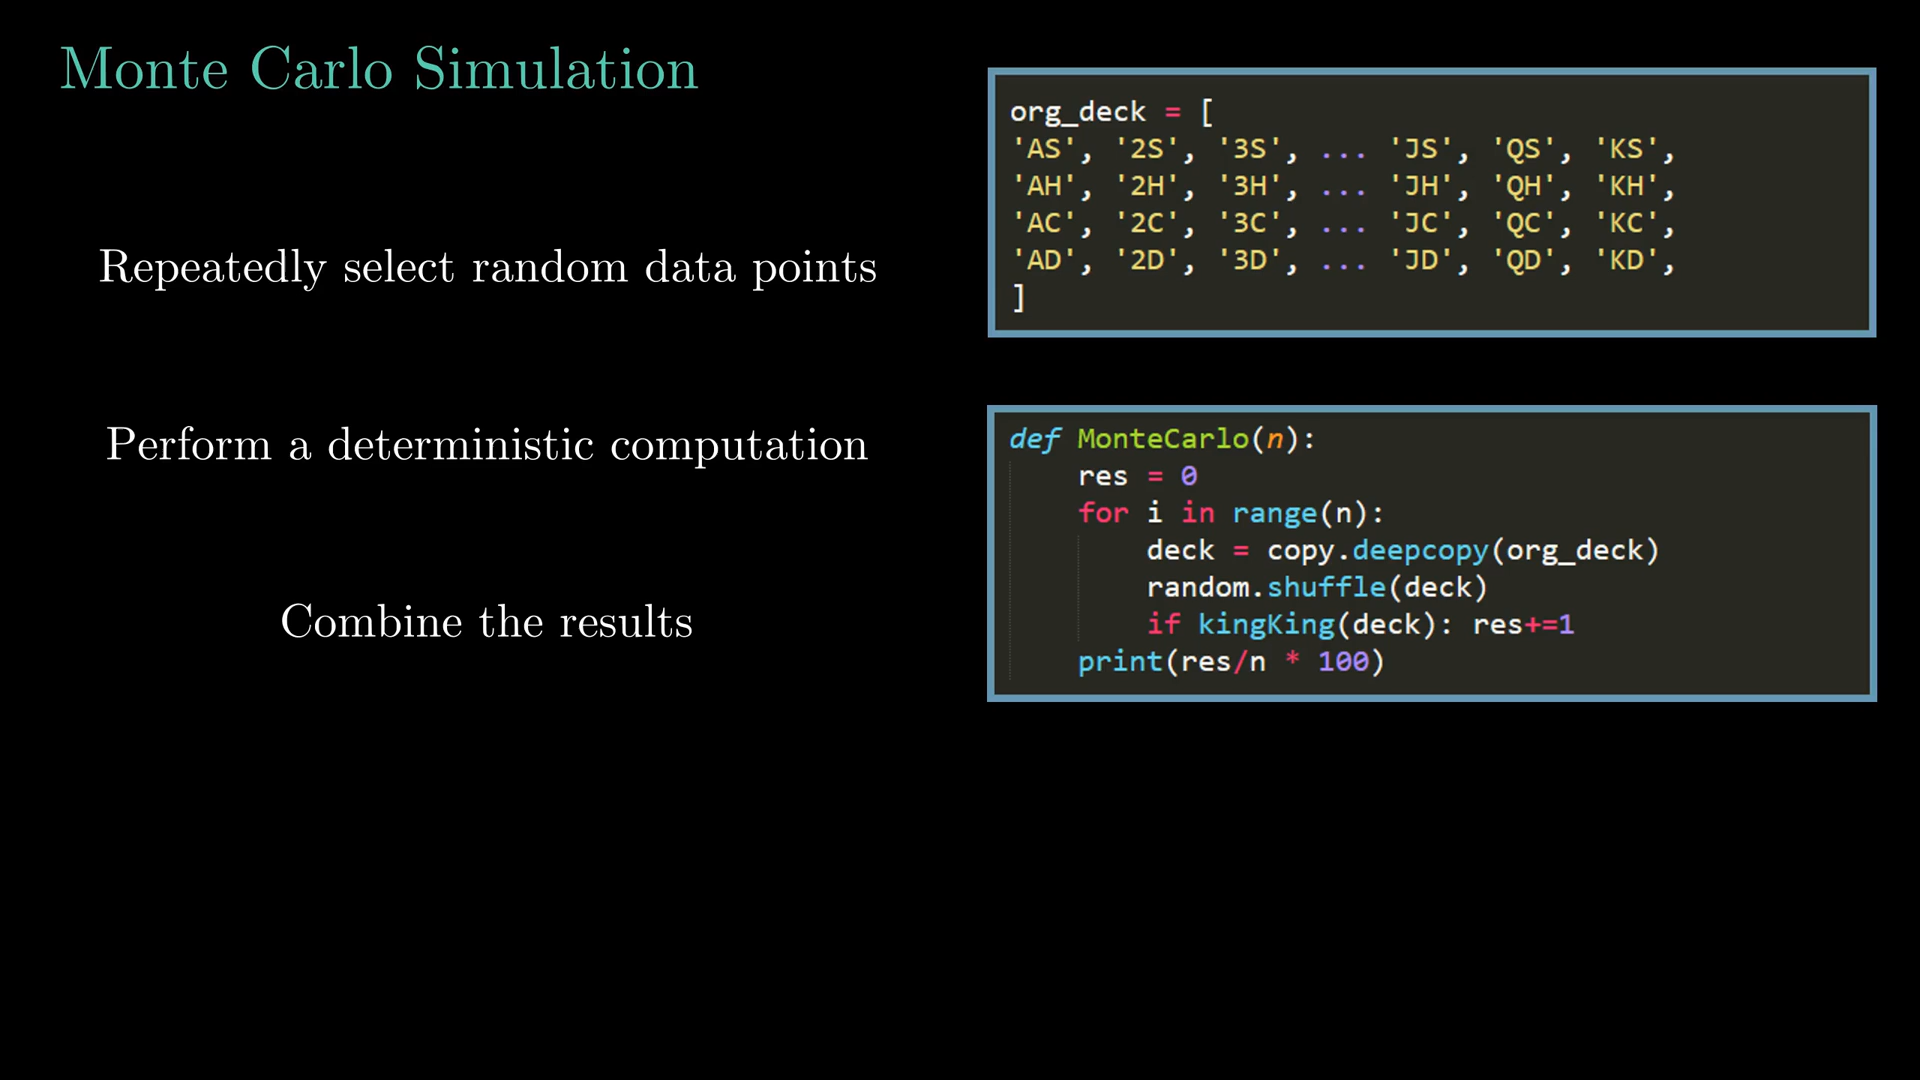 Monte Carlo Simulation
Repeatedly select random data points
Perform a deterministic computation
Combine the results
org_deck = [
'AS', '2S', '3S', ... 'JS', 'QS', 'KS',
'AH', '2H', '3H', ... 'JH', 'QH', 'KH',
'AC', '2C', '3C', ... 'JC', 'QC', 'KC',
'AD', '2D', '3D', ... 'JD', 'QD', 'KD',
]
def MonteCarlo(n):
    res = 0
    for i in range(n):
        deck = copy.deepcopy(org_deck)
        random.shuffle(deck)
        if kingKing(deck): res+=1
    print(res/n * 100)